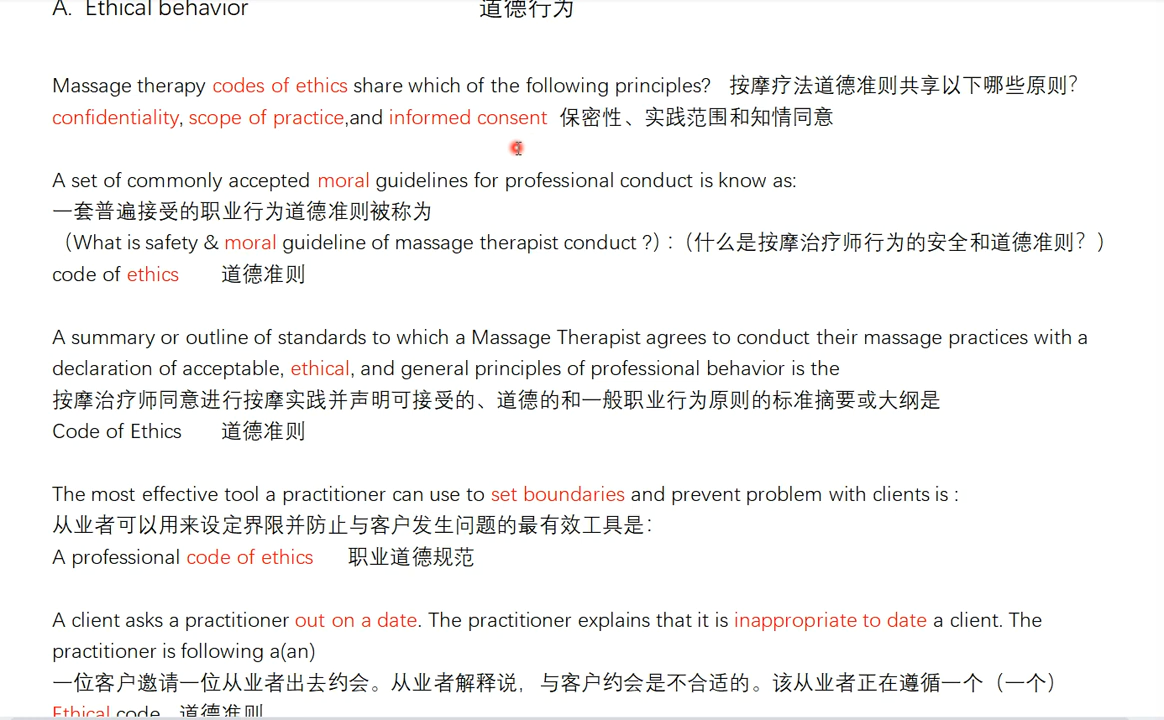 A. Ethical behavior 道德行为
Massage therapy codes of ethics share which of the following principles? 按摩疗法道德准则共享以下哪些原则？
confidentiality, scope of practice,and informed consent 保密性、实践范围和知情同意
A set of commonly accepted moral guidelines for professional conduct is know as:
一套普遍接受的职业行为道德准则被称为
（What is safety & moral guideline of massage therapist conduct ?)：（什么是按摩治疗师行为的安全和道德准则？）
code of ethics 道德准则
A summary or outline of standards to which a Massage Therapist agrees to conduct their massage practices with a
declaration of acceptable, ethical, and general principles of professional behavior is the
按摩治疗师同意进行按摩实践并声明可接受的、道德的和一般职业行为原则的标准摘要或大纲是
Code of Ethics 道德准则
The most effective tool a practitioner can use to set boundaries and prevent problem with clients is :
从业者可以用来设定界限并防止与客户发生问题的最有效工具是：
A professional code of ethics 职业道德规范
A client asks a practitioner out on a date. The practitioner explains that it is inappropriate to date a client. The
practitioner is following a(an)
一位客户邀请一位从业者出去约会。从业者解释说，与客户约会是不合适的。该从业者正在遵循一个（一个）
Ethical code 道德准则